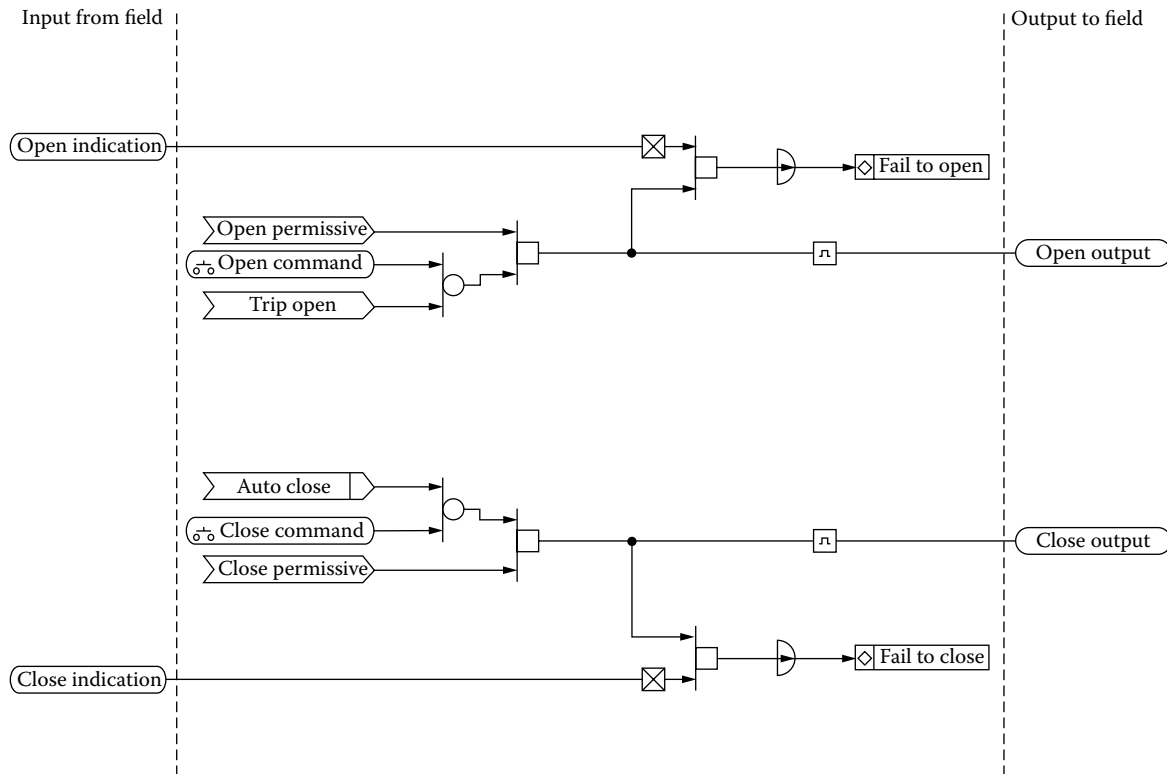 Input from field
Output to field
Open indication
Fail to open
Open permissive
Open command
Open output
Trip open
Auto close
Close command
Close output
Close permissive
Fail to close
Close indication